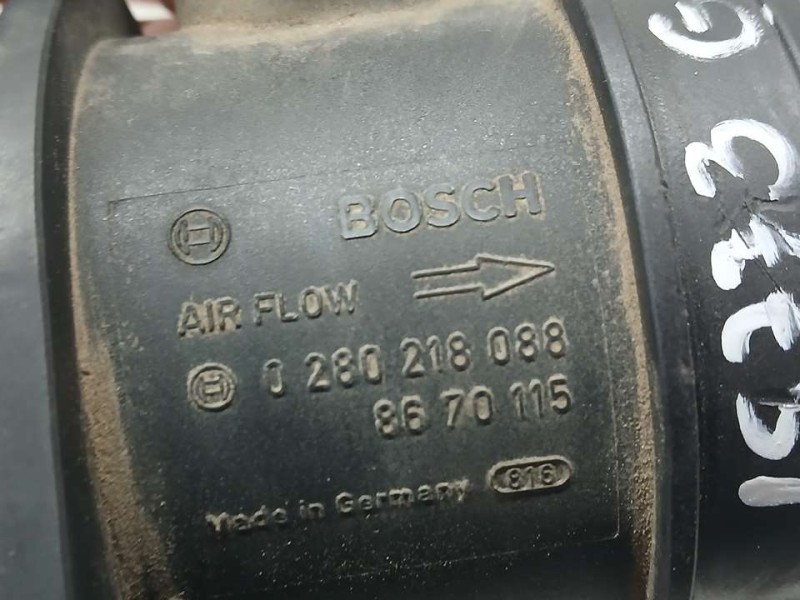 BOSCH
AIR FLOW
0 280 218 088
86 70 115
Made in Germany 816